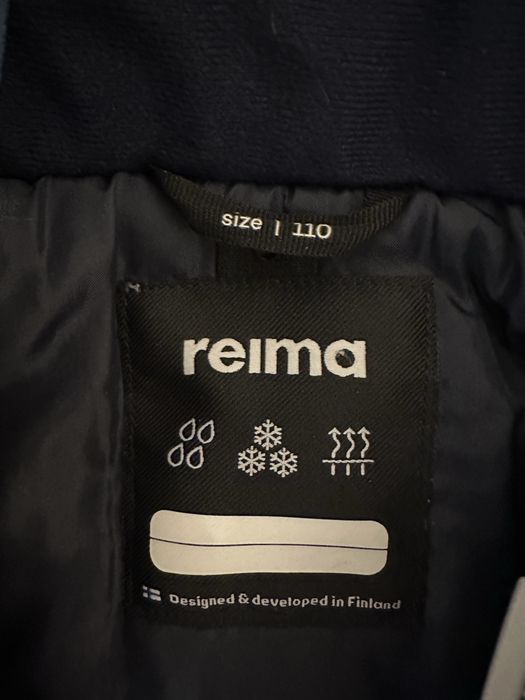 size | 110
reima
Designed & developed in Finland